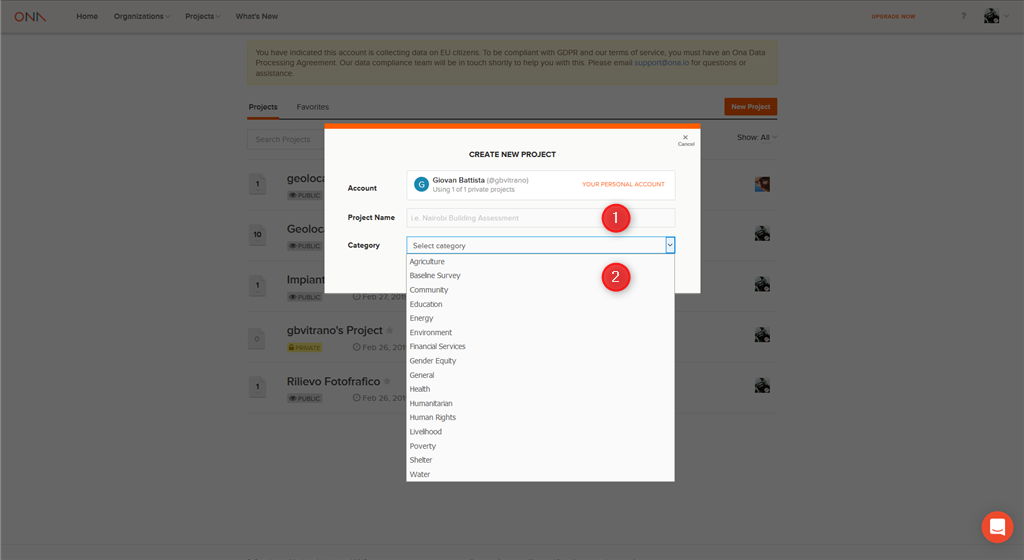 ONA
Home
Organizations
Projects
What's New
UPGRADE NOW
?
You have indicated this account is collecting data on EU citizens. To be compliant with GDPR and our terms of service, you must have an Ona Data
Processing Agreement. Our data compliance team will be in touch shortly to help you with this. Please email support@ona.io for questions or
assistance.
Projects
Favorites
New Project
Search Projects
Show: All
Cancel
CREATE NEW PROJECT
Account
G
Giovan Battista (@gbvitrano)
Using 1 of 1 private projects
YOUR PERSONAL ACCOUNT
Project Name
i.e. Nairobi Building Assessment
1
Category
Select category
2
Agriculture
Baseline Survey
Community
Education
Energy
Environment
Financial Services
Gender Equity
General
Health
Humanitarian
Human Rights
Livelihood
Poverty
Shelter
Water
1
PUBLIC
10
PUBLIC
1
PUBLIC
Feb 27,
0
gbvitrano's Project
PRIVATE
Feb 26,
1
Rilievo Fotofrafico
PUBLIC
Feb 26,